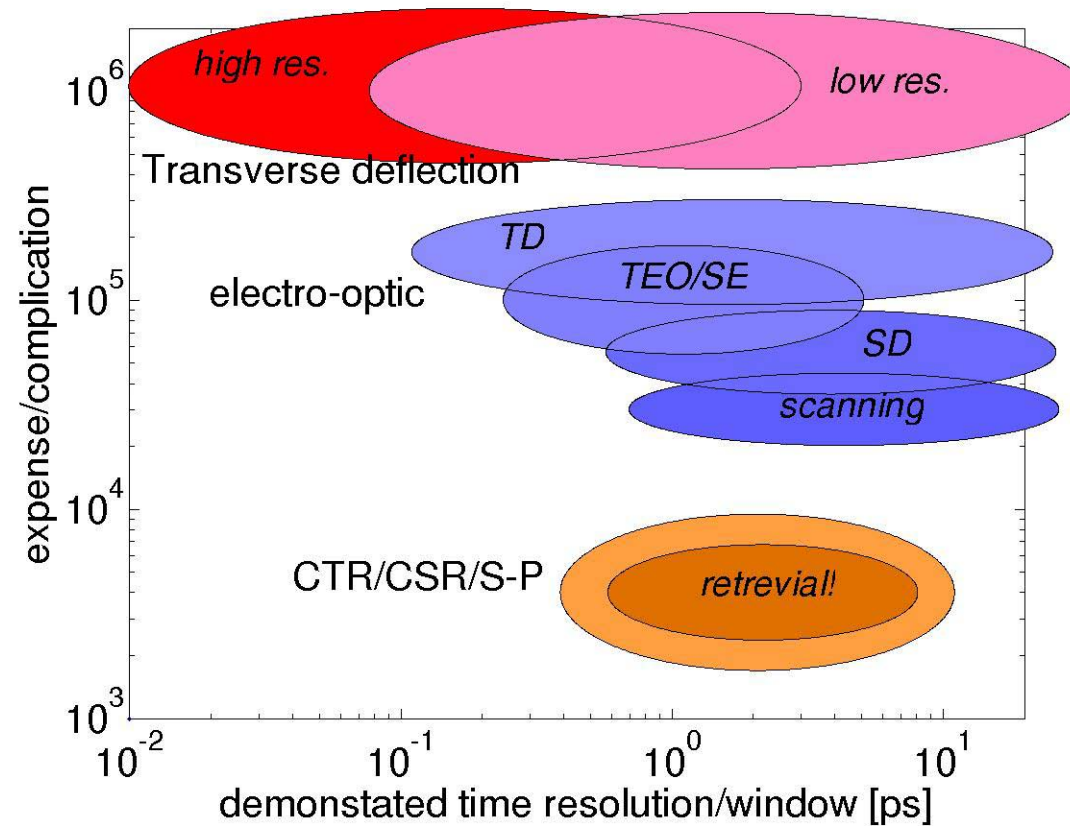 high res.
low res.
10^6
Transverse deflection
TD
TEO/SE
10^5
electro-optic
SD
scanning
10^4
CTR/CSR/S-P
retrevial!
10^3
10^-2
10^-1
10^0
10^1
demonstated time resolution/window [ps]
expense/complication